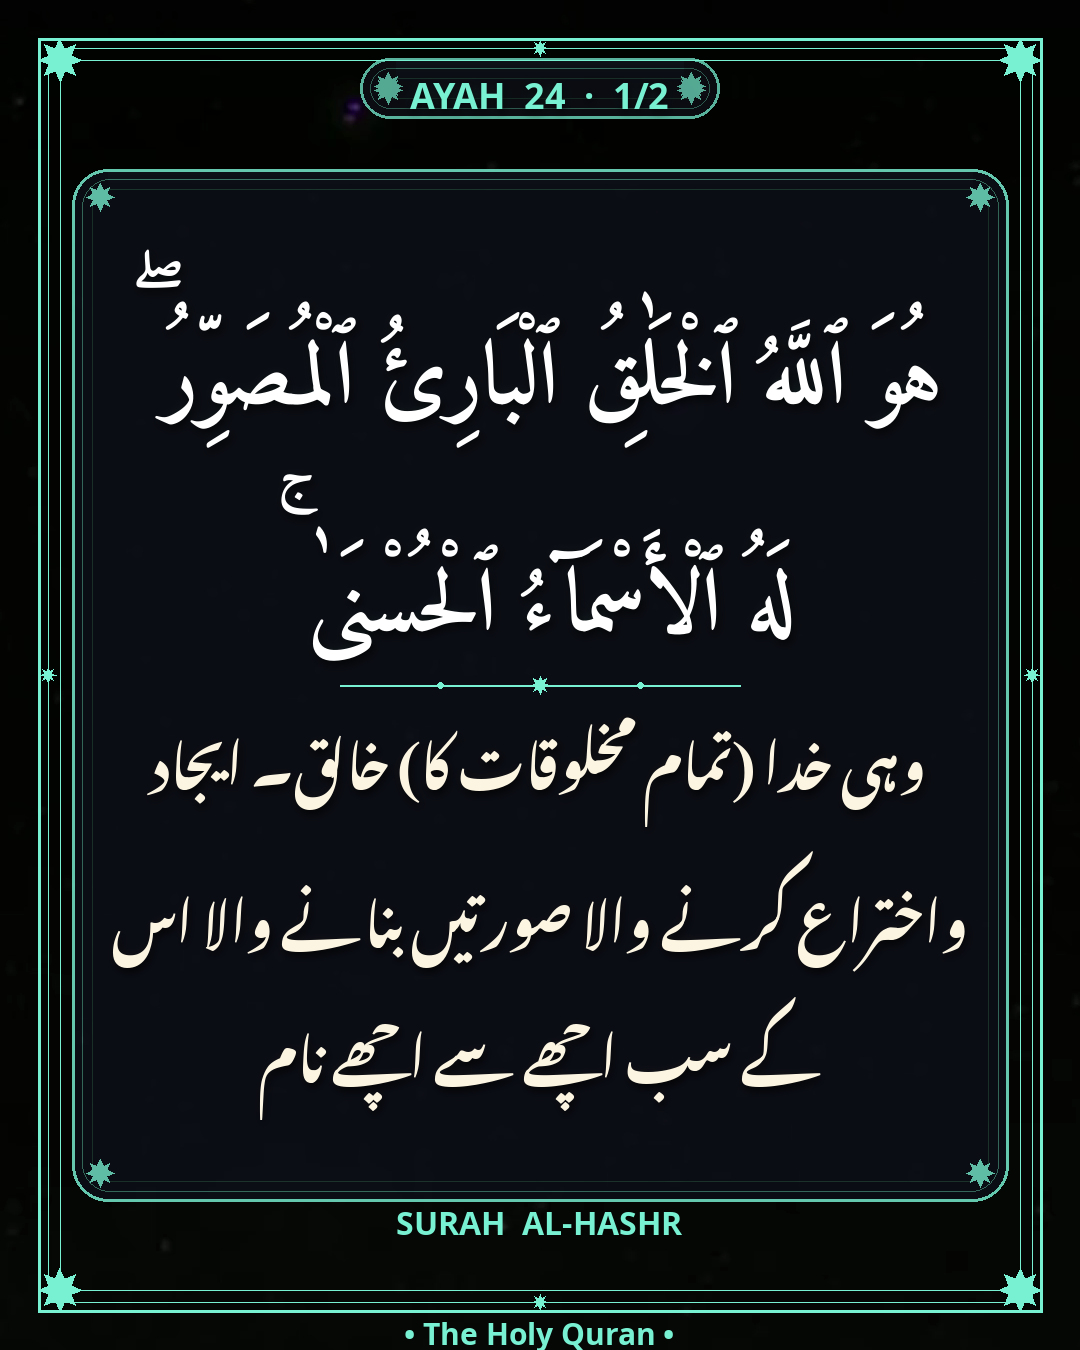 AYAH 24 · 1/2
هُوَ ٱللَّهُ ٱلْخَـٰلِقُ ٱلْبَارِئُ ٱلْمُصَوِّرُ ۖ
لَهُ ٱلْأَسْمَآءُ ٱلْحُسْنَىٰ ۚ
وہی خدا (تمام مخلوقات کا) خالق۔ ایجاد
واختراع کرنے والا صورتیں بنانے والا اس
کے سب اچھے سے اچھے نام
SURAH AL-HASHR
• The Holy Quran •